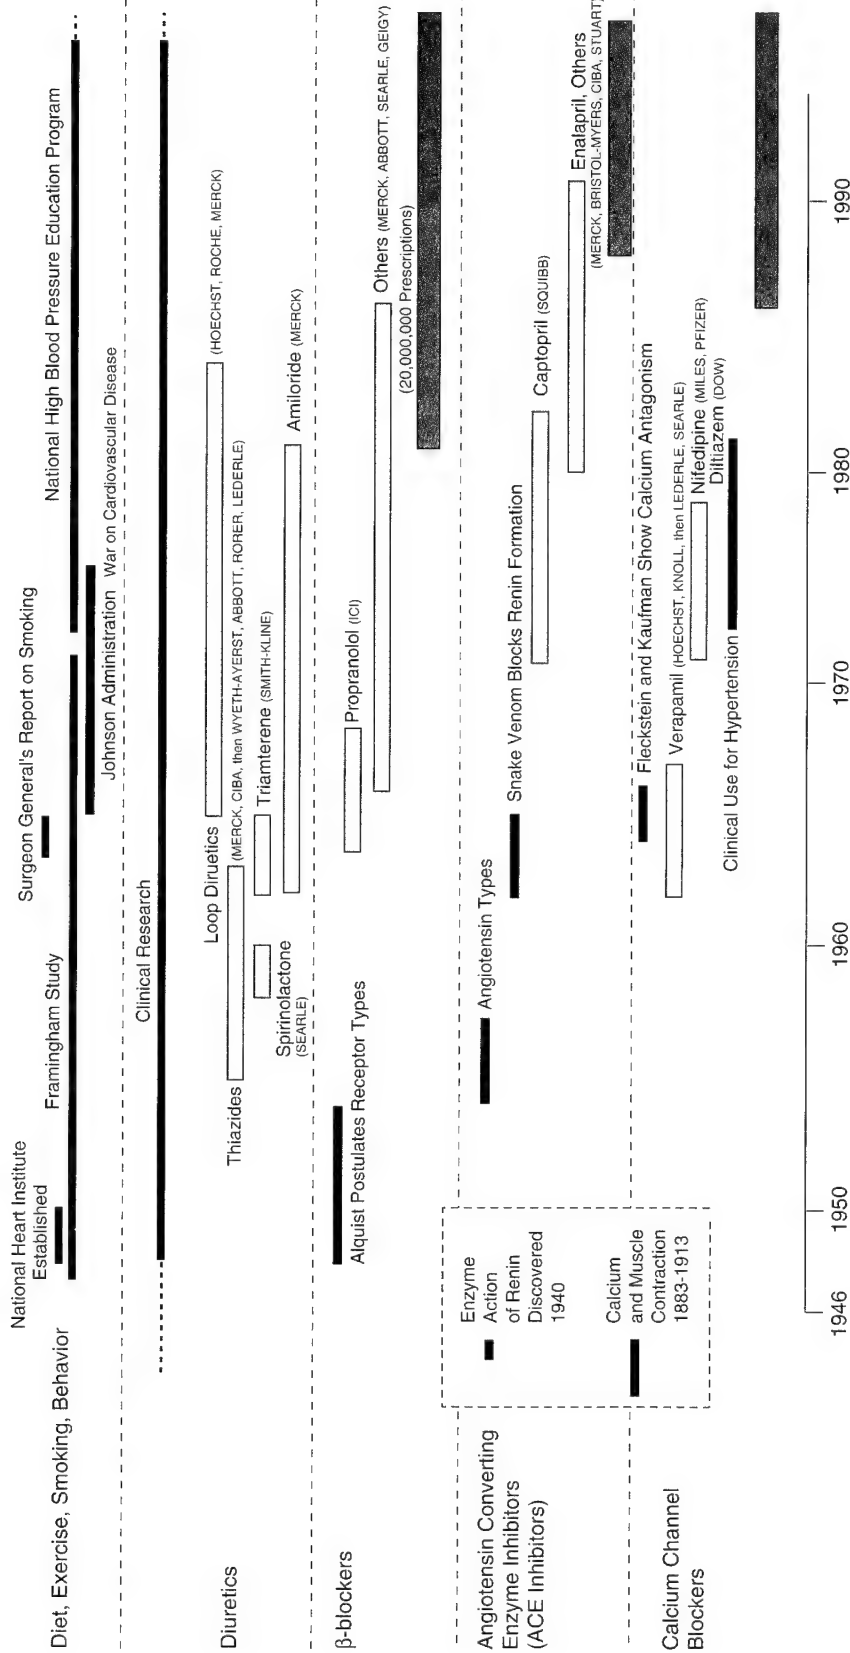 National Heart Institute
Established
Framingham Study
Surgeon General's Report on Smoking
National High Blood Pressure Education Program
Diet, Exercise, Smoking, Behavior
Johnson Administration War on Cardiovascular Disease
Clinical Research
Diuretics
Loop Diruetics
(HOECHST, ROCHE, MERCK)
Thiazides
(MERCK, CIBA, then WYETH-AYERST, ABBOTT, RORER, LEDERLE)
Triamterene (SMITH-KLINE)
Spirinolactone
(SEARLE)
Amiloride (MERCK)
β-blockers
Alquist Postulates Receptor Types
Propranolol (ICI)
Others (MERCK, ABBOTT, SEARLE, GEIGY)
(20,000,000 Prescriptions)
Angiotensin Converting
Enzyme Inhibitors
(ACE Inhibitors)
Enzyme
Action
of Renin
Discovered
1940
Angiotensin Types
Snake Venom Blocks Renin Formation
Captopril (SQUIBB)
Enalapril, Others
(MERCK, BRISTOL-MYERS, CIBA, STUART)
Calcium Channel
Blockers
Calcium
and Muscle
Contraction
1883-1913
Fleckstein and Kaufman Show Calcium Antagonism
Verapamil (HOECHST, KNOLL, then LEDERLE, SEARLE)
Nifedipine (MILES, PFIZER)
Diltiazem (DOW)
Clinical Use for Hypertension
1946
1950
1960
1970
1980
1990